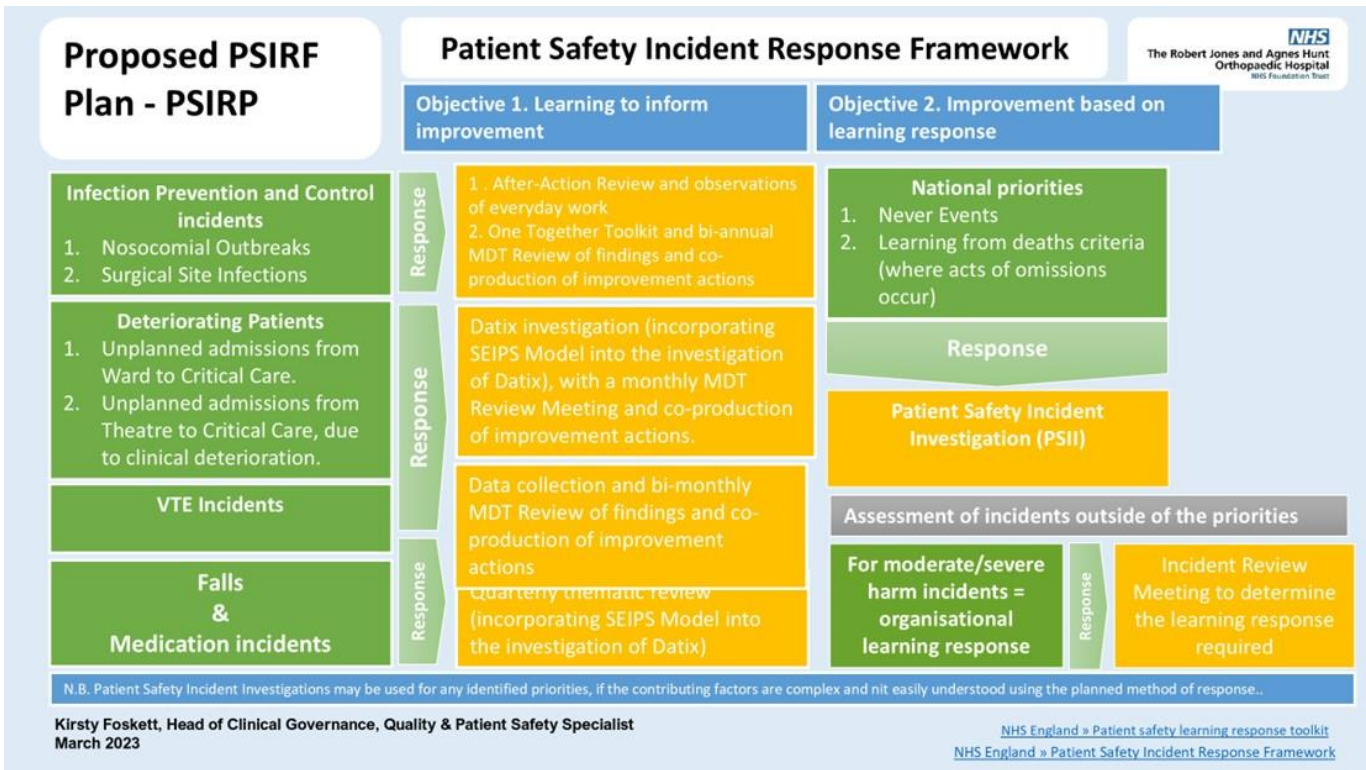 Proposed PSIRF
Plan - PSIRP
Patient Safety Incident Response Framework
NHS
The Robert Jones and Agnes Hunt
Orthopaedic Hospital
NHS Foundation Trust
Objective 1. Learning to inform
improvement
Objective 2. Improvement based on
learning response
Infection Prevention and Control
incidents
1. Nosocomial Outbreaks
2. Surgical Site Infections
Response
1 . After-Action Review and observations
of everyday work
2. One Together Toolkit and bi-annual
MDT Review of findings and co-
production of improvement actions
Deteriorating Patients
1. Unplanned admissions from
Ward to Critical Care.
2. Unplanned admissions from
Theatre to Critical Care, due
to clinical deterioration.
Response
Datix investigation (incorporating
SEIPS Model into the investigation
of Datix), with a monthly MDT
Review Meeting and co-production
of improvement actions.
VTE Incidents
Data collection and bi-monthly
MDT Review of findings and co-
production of improvement
actions
Falls
&
Medication incidents
Response
Quarterly thematic review
(incorporating SEIPS Model into
the investigation of Datix)
National priorities
1. Never Events
2. Learning from deaths criteria
(where acts of omissions
occur)
Response
Patient Safety Incident
Investigation (PSII)
Assessment of incidents outside of the priorities
For moderate/severe
harm incidents =
organisational
learning response
Response
Incident Review
Meeting to determine
the learning response
required
N.B. Patient Safety Incident Investigations may be used for any identified priorities, if the contributing factors are complex and nit easily understood using the planned method of response..
Kirsty Foskett, Head of Clinical Governance, Quality & Patient Safety Specialist
March 2023
NHS England » Patient safety learning response toolkit
NHS England » Patient Safety Incident Response Framework